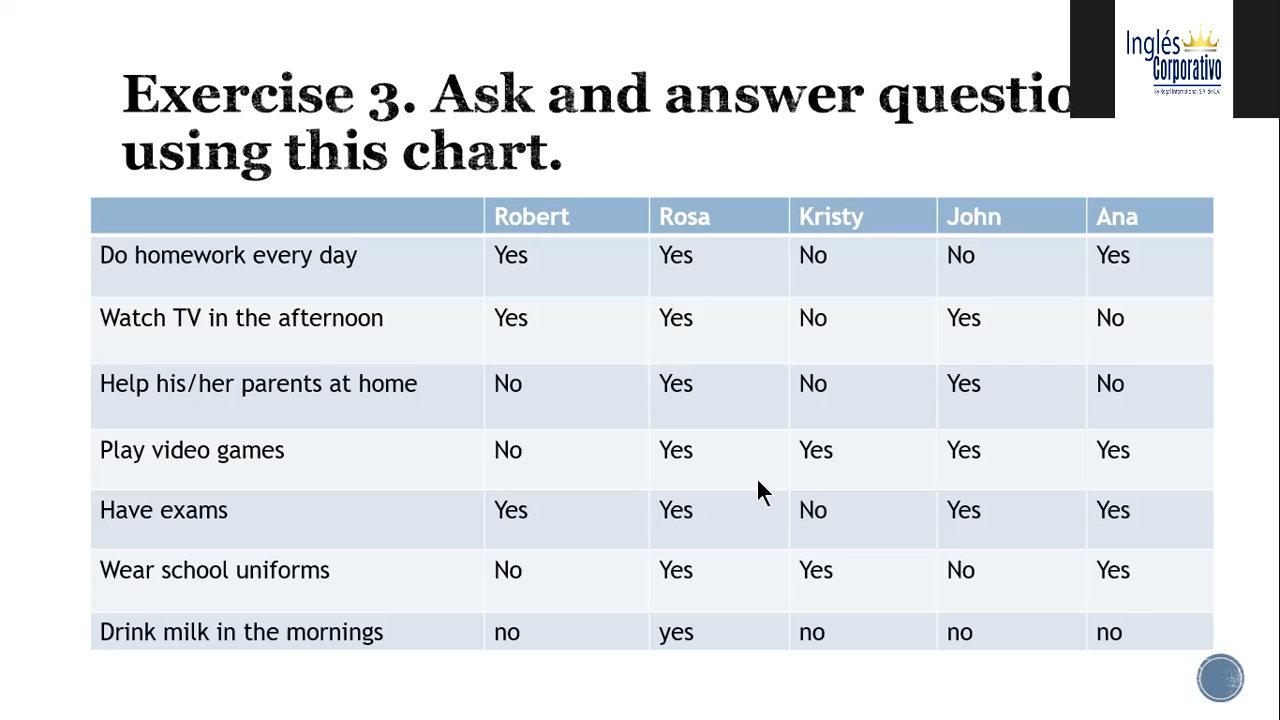 Inglés
Corporativo
Exercise 3. Ask and answer questio
using this chart.
Robert Rosa Kristy John Ana
Do homework every day Yes Yes No No Yes
Watch TV in the afternoon Yes Yes No Yes No
Help his/her parents at home No Yes No Yes No
Play video games No Yes Yes Yes Yes
Have exams Yes Yes No Yes Yes
Wear school uniforms No Yes Yes No Yes
Drink milk in the mornings no yes no no no